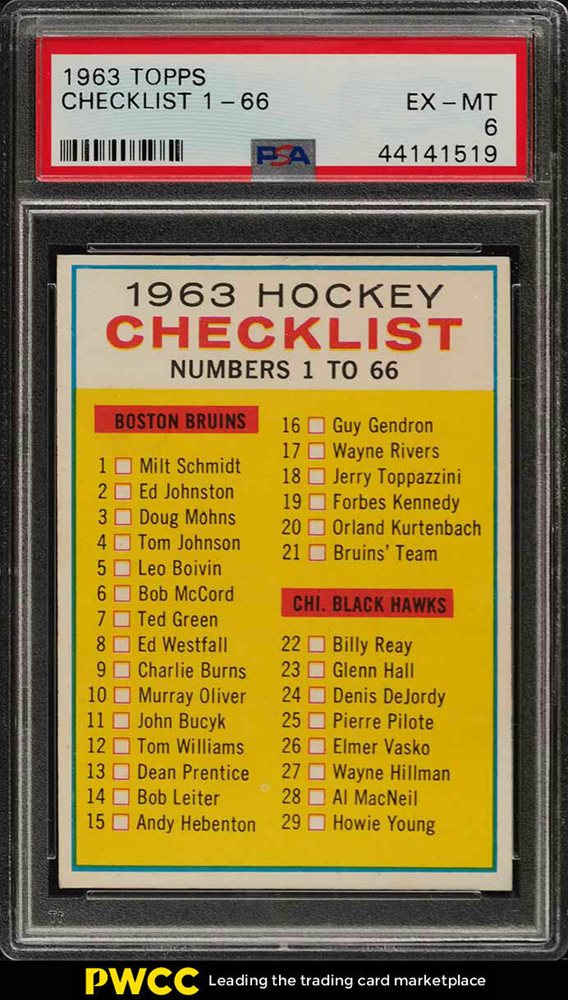 1963 TOPPS
CHECKLIST 1-66
EX-MT
6
PSA
44141519
1963 HOCKEY
CHECKLIST
NUMBERS 1 TO 66
BOSTON BRUINS
1 Milt Schmidt
2 Ed Johnston
3 Doug Mohns
4 Tom Johnson
5 Leo Boivin
6 Bob McCord
7 Ted Green
8 Ed Westfall
9 Charlie Burns
10 Murray Oliver
11 John Bucyk
12 Tom Williams
13 Dean Prentice
14 Bob Leiter
15 Andy Hebenton
16 Guy Gendron
17 Wayne Rivers
18 Jerry Toppazzini
19 Forbes Kennedy
20 Orland Kurtenbach
21 Bruins' Team
CHI. BLACK HAWKS
22 Billy Reay
23 Glenn Hall
24 Denis DeJordy
25 Pierre Pilote
26 Elmer Vasko
27 Wayne Hillman
28 Al MacNeil
29 Howie Young
PWCC Leading the trading card marketplace